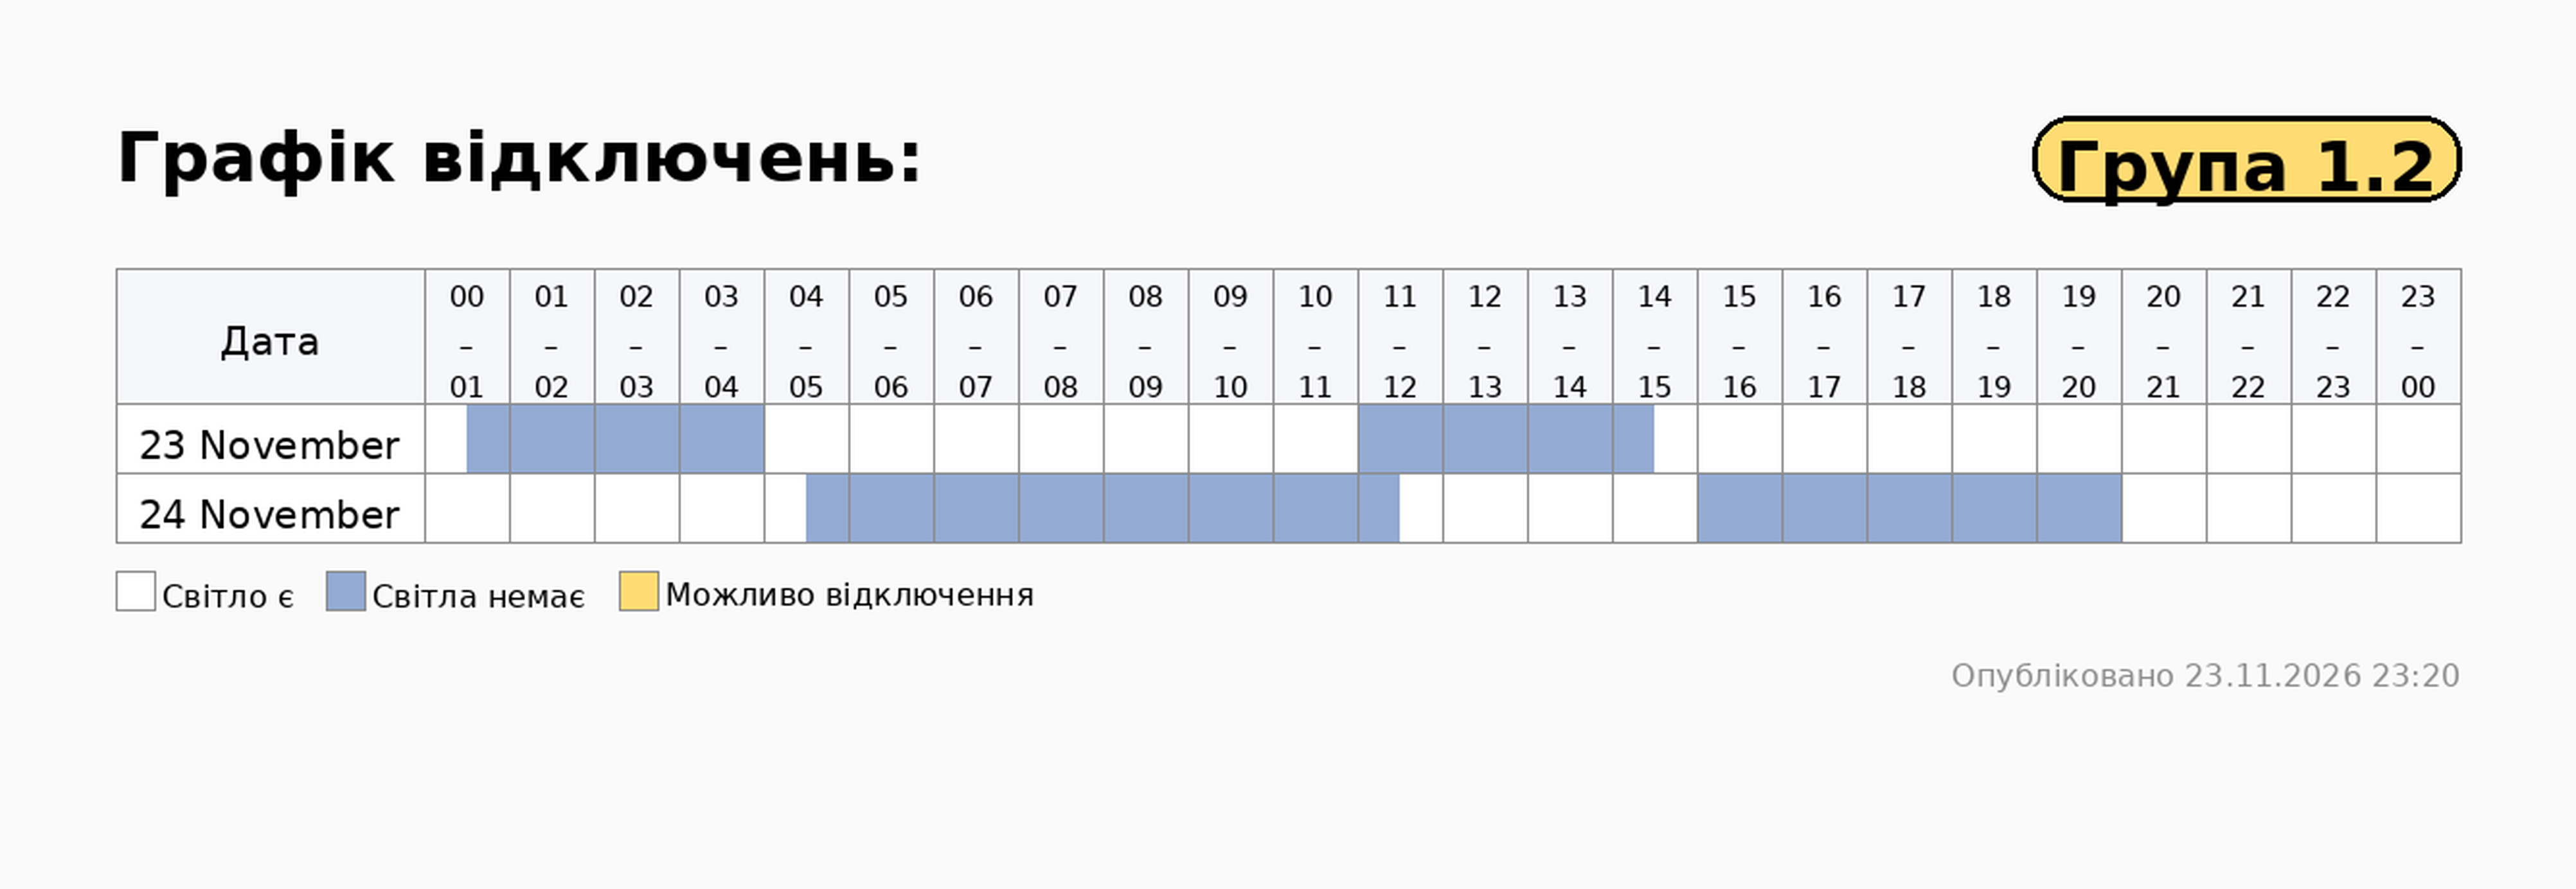 Графік відключень:
Група 1.2
Дата
00 – 01
01 – 02
02 – 03
03 – 04
04 – 05
05 – 06
06 – 07
07 – 08
08 – 09
09 – 10
10 – 11
11 – 12
12 – 13
13 – 14
14 – 15
15 – 16
16 – 17
17 – 18
18 – 19
19 – 20
20 – 21
21 – 22
22 – 23
23 – 00
23 November
24 November
Світло є
Світла немає
Можливо відключення
Опубліковано 23.11.2026 23:20